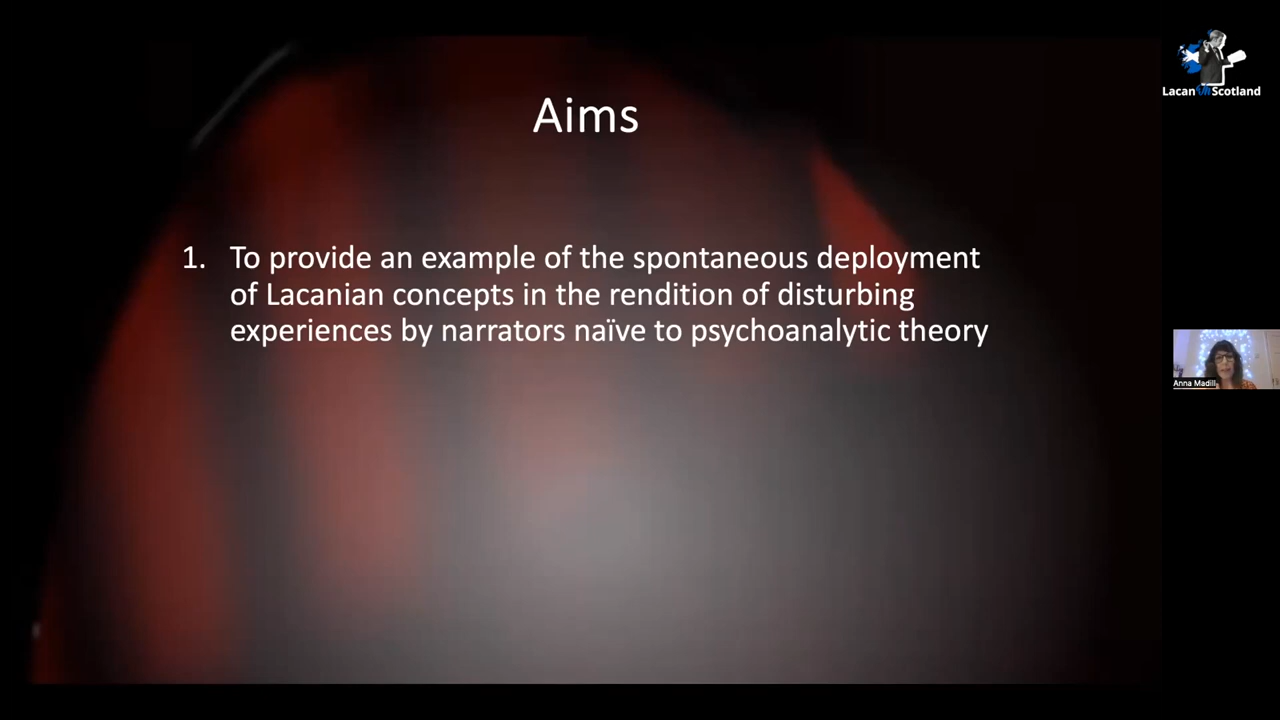 Aims
1. To provide an example of the spontaneous deployment
of Lacanian concepts in the rendition of disturbing
experiences by narrators naïve to psychoanalytic theory
Lacan in Scotland
Anna Madill